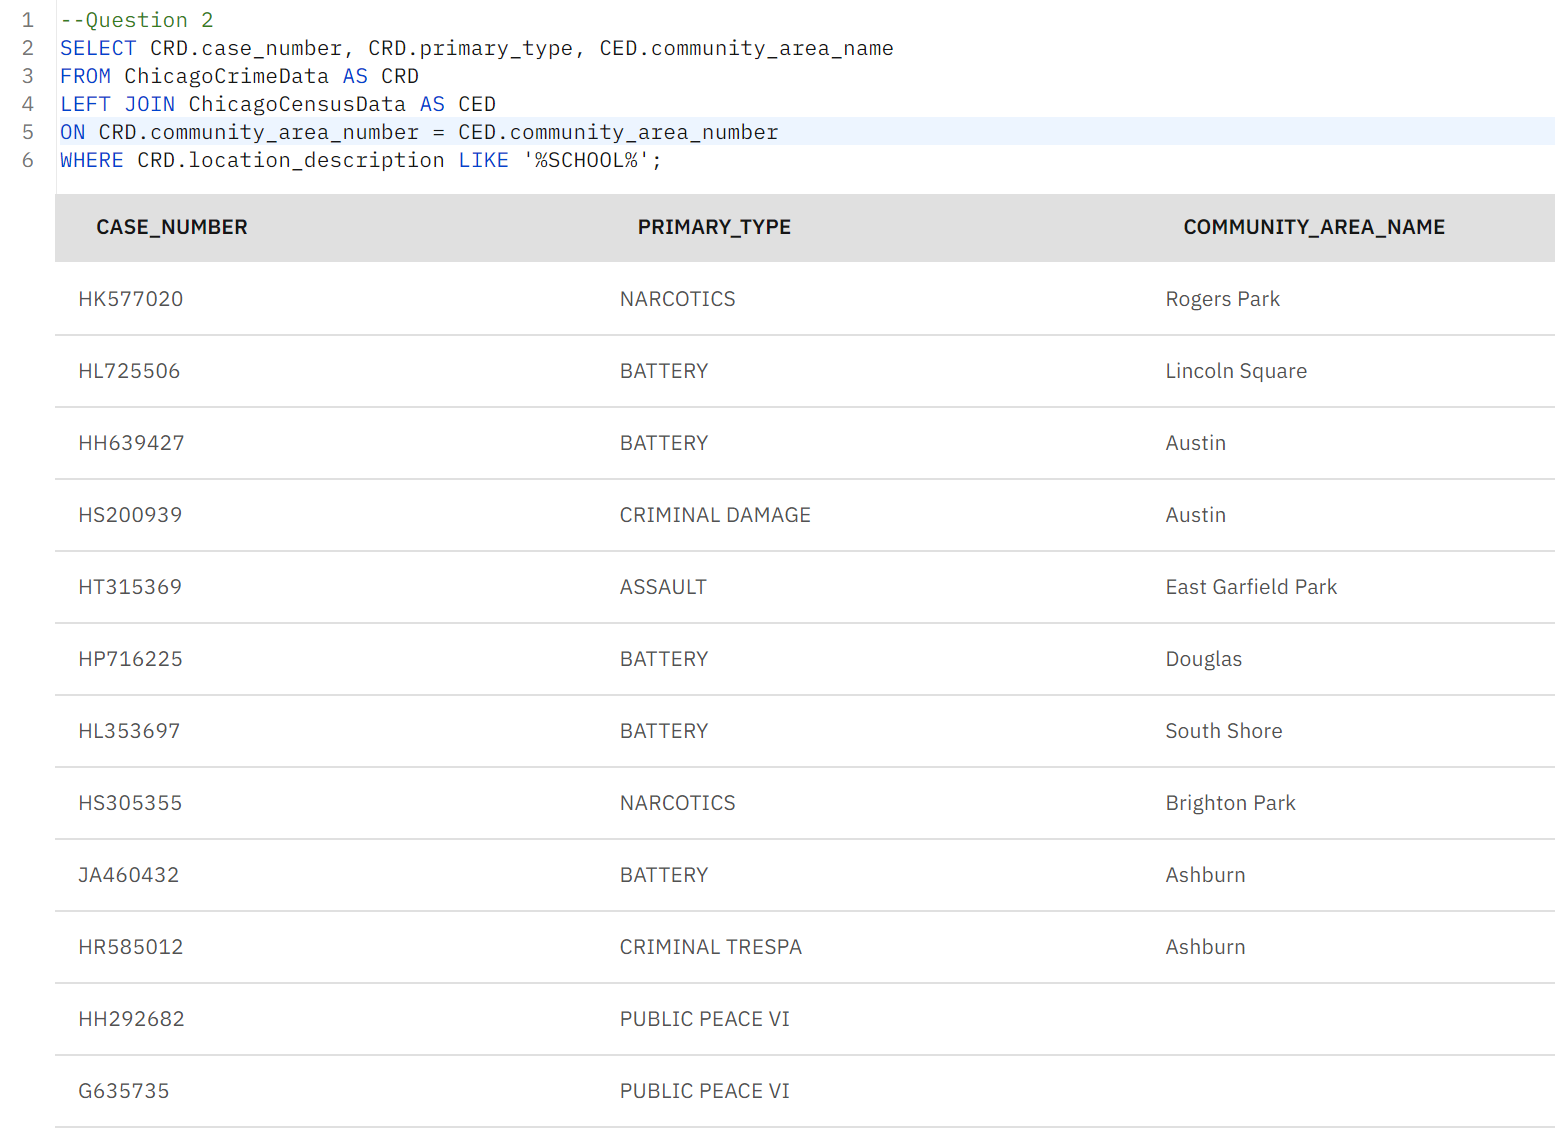 1 --Question 2
2 SELECT CRD.case_number, CRD.primary_type, CED.community_area_name
3 FROM ChicagoCrimeData AS CRD
4 LEFT JOIN ChicagoCensusData AS CED
5 ON CRD.community_area_number = CED.community_area_number
6 WHERE CRD.location_description LIKE '%SCHOOL%';
CASE_NUMBER PRIMARY_TYPE COMMUNITY_AREA_NAME
HK577020 NARCOTICS Rogers Park
HL725506 BATTERY Lincoln Square
HH639427 BATTERY Austin
HS200939 CRIMINAL DAMAGE Austin
HT315369 ASSAULT East Garfield Park
HP716225 BATTERY Douglas
HL353697 BATTERY South Shore
HS305355 NARCOTICS Brighton Park
JA460432 BATTERY Ashburn
HR585012 CRIMINAL TRESPA Ashburn
HH292682 PUBLIC PEACE VI
G635735 PUBLIC PEACE VI